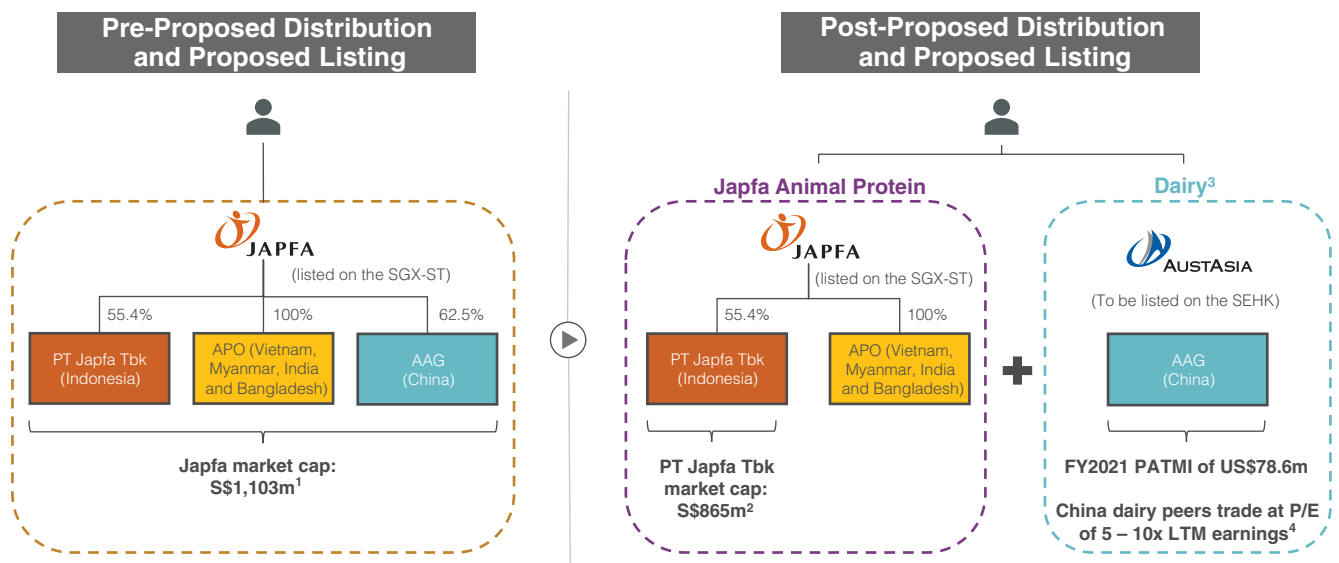 Pre-Proposed Distribution
and Proposed Listing
JAPFA
(listed on the SGX-ST)
55.4%
100%
62.5%
PT Japfa Tbk
(Indonesia)
APO (Vietnam,
Myanmar, India
and Bangladesh)
AAG
(China)
Japfa market cap:
S$1,103m¹
Post-Proposed Distribution
and Proposed Listing
Japfa Animal Protein
JAPFA
(listed on the SGX-ST)
55.4%
100%
PT Japfa Tbk
(Indonesia)
APO (Vietnam,
Myanmar, India
and Bangladesh)
PT Japfa Tbk
market cap:
S$865m²
Dairy³
AUSTASIA
(To be listed on the SEHK)
AAG
(China)
FY2021 PATMI of US$78.6m
China dairy peers trade at P/E
of 5 – 10x LTM earnings⁴